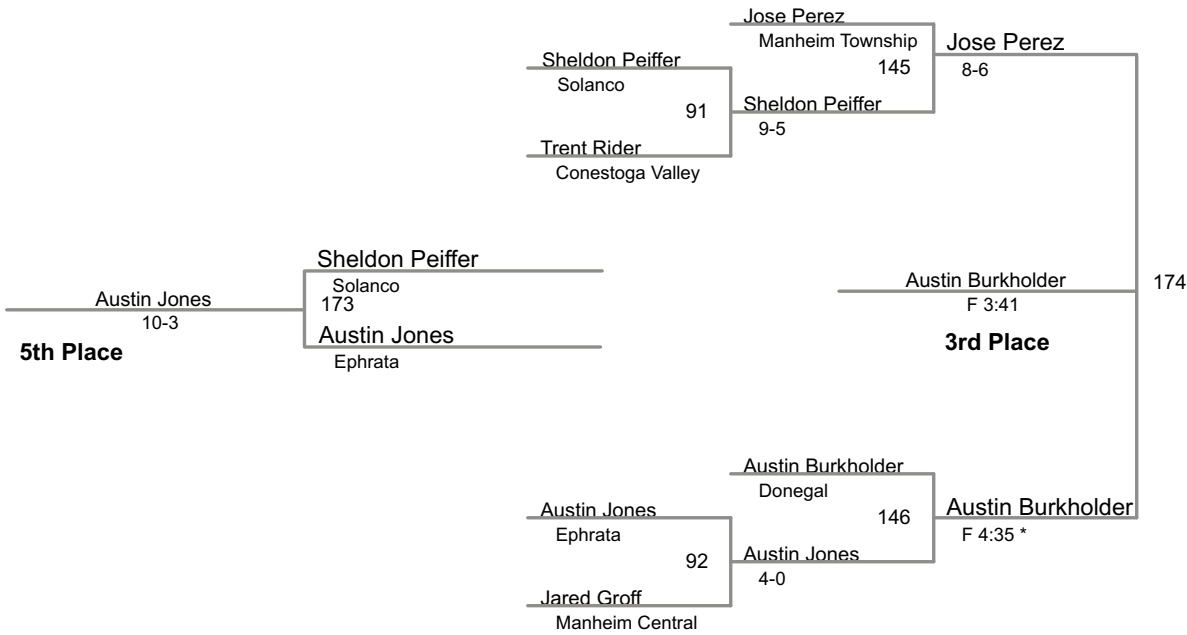 Jose Perez
Manheim Township
Jose Perez
145
8-6
Sheldon Peiffer
Solanco
91
Sheldon Peiffer
9-5
Trent Rider
Conestoga Valley
Sheldon Peiffer
Solanco
173
Austin Jones
10-3
5th Place
Austin Jones
Ephrata
Austin Burkholder
F 3:41
3rd Place
174
Austin Burkholder
Donegal
146
Austin Burkholder
F 4:35 *
Austin Jones
Ephrata
92
Austin Jones
4-0
Jared Groff
Manheim Central